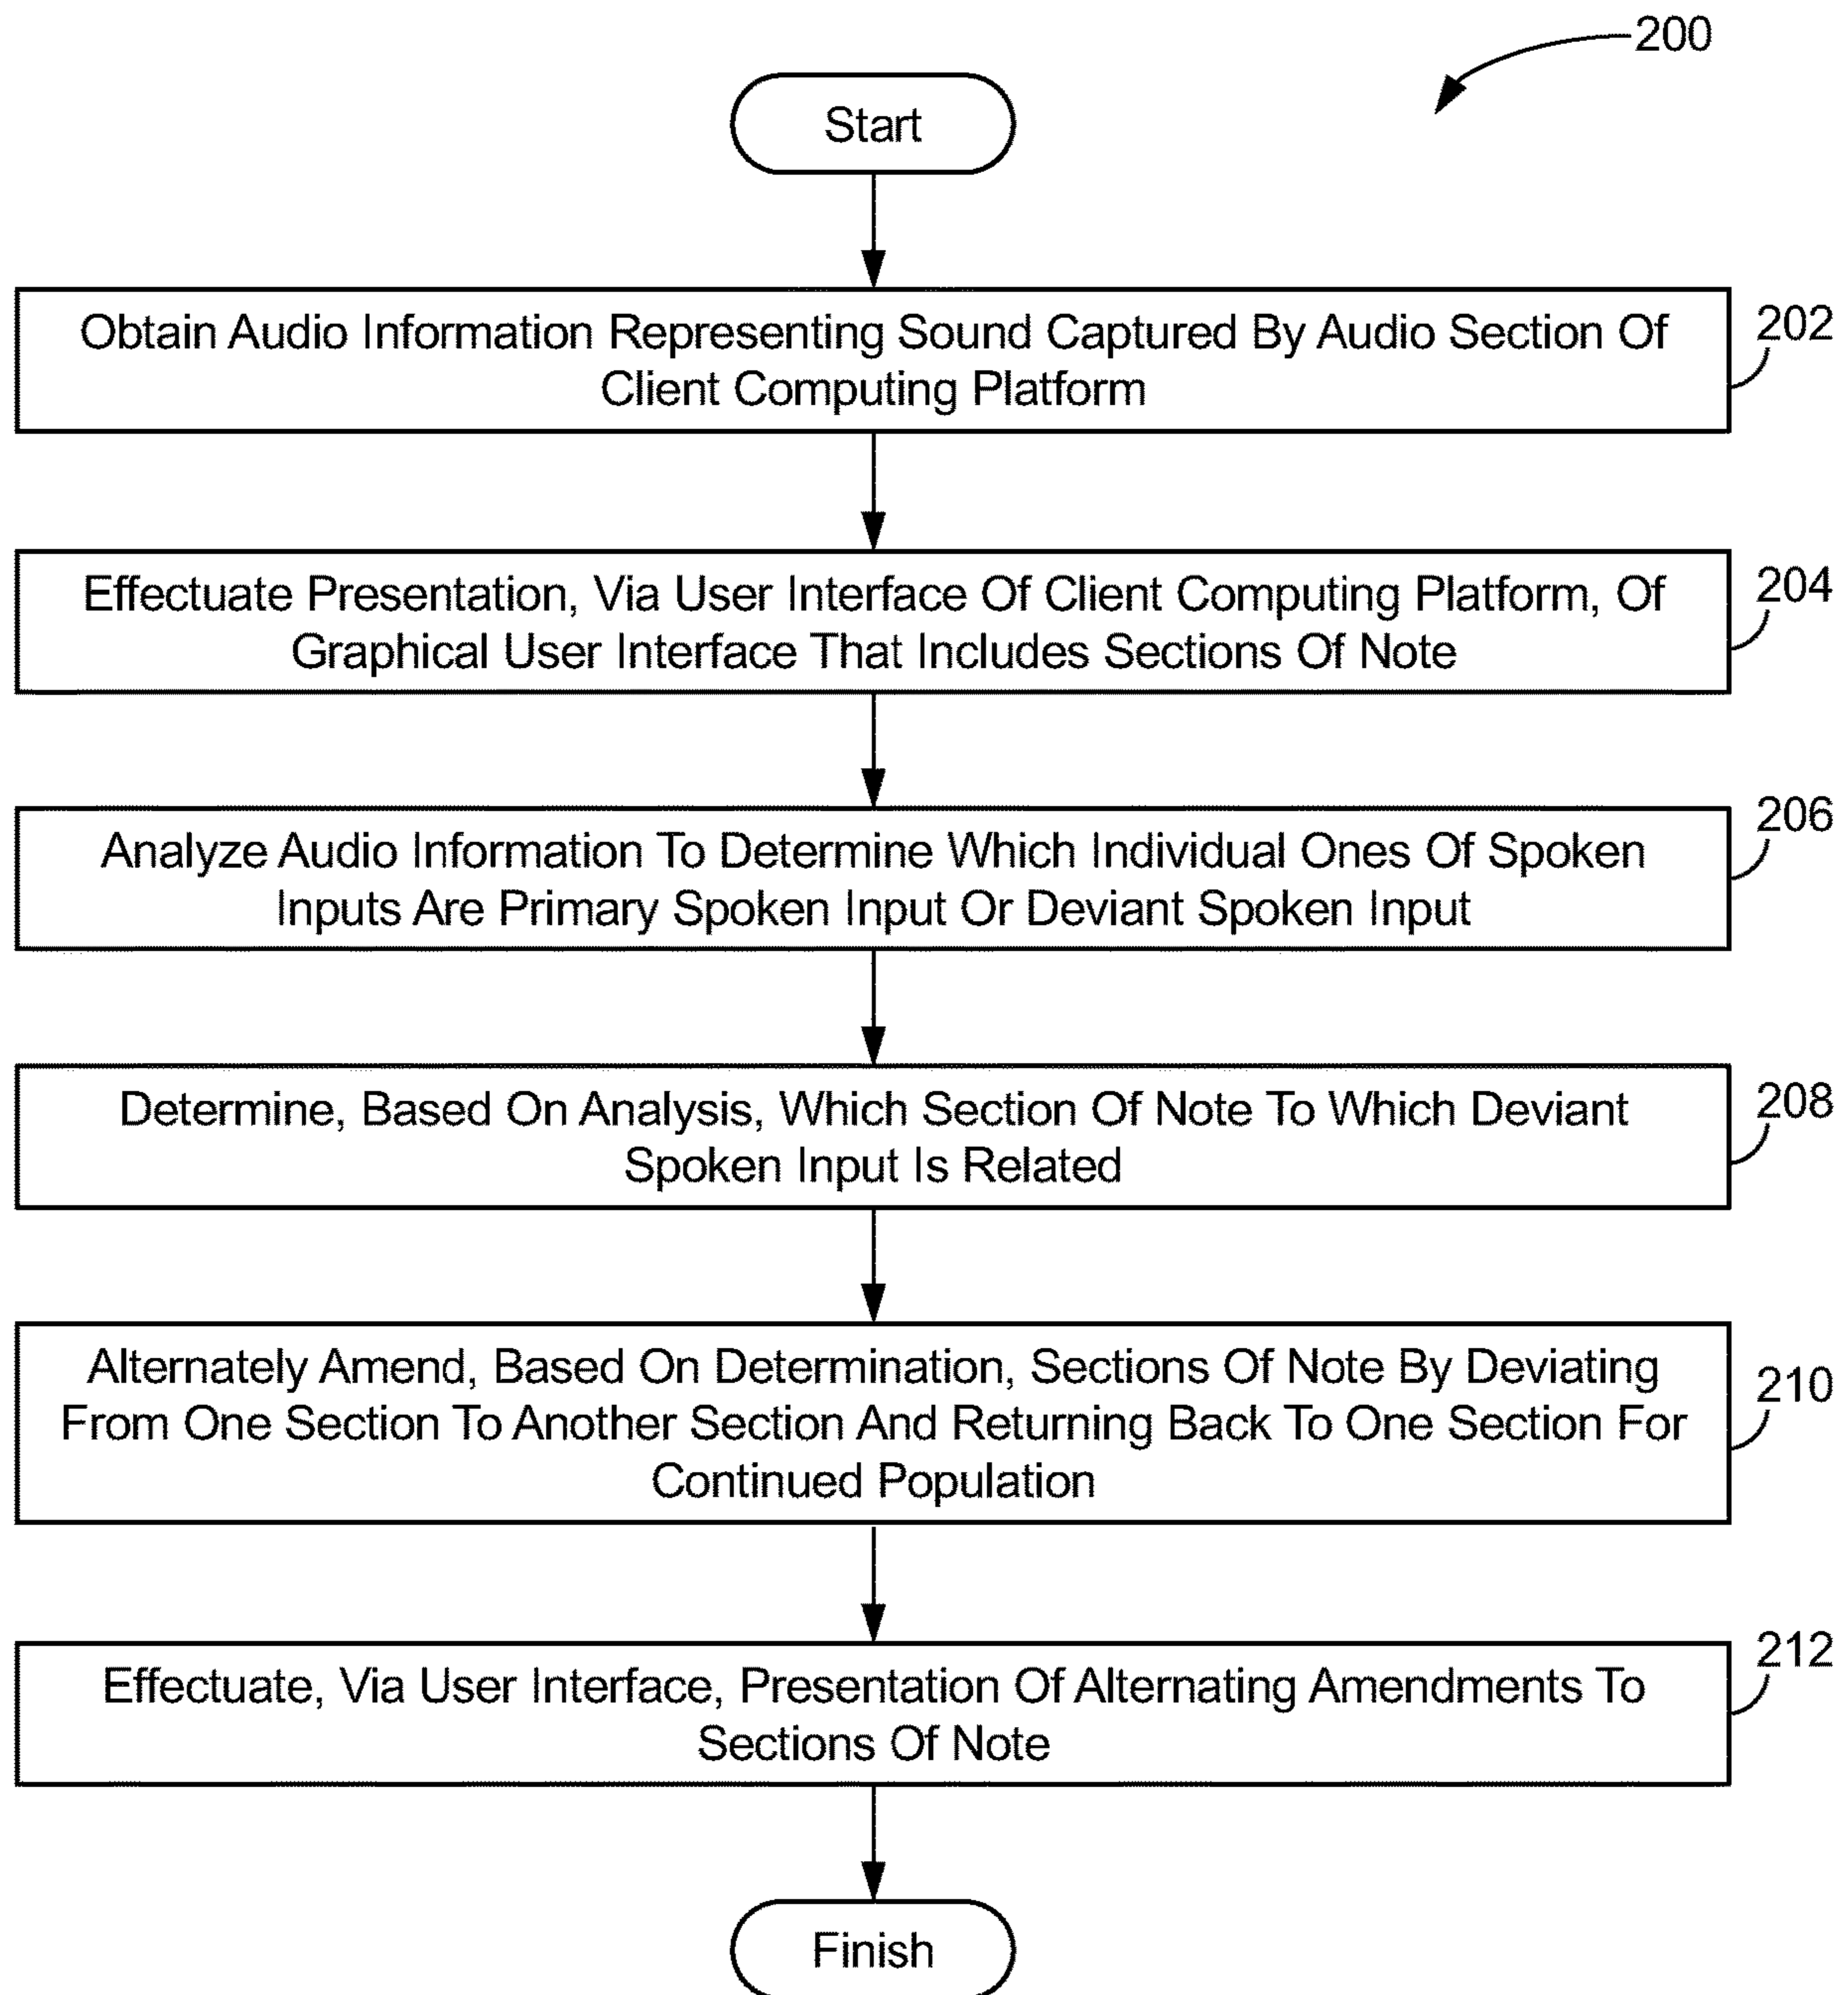 200
Start
Obtain Audio Information Representing Sound Captured By Audio Section Of
Client Computing Platform
202
Effectuate Presentation, Via User Interface Of Client Computing Platform, Of
Graphical User Interface That Includes Sections Of Note
204
Analyze Audio Information To Determine Which Individual Ones Of Spoken
Inputs Are Primary Spoken Input Or Deviant Spoken Input
206
Determine, Based On Analysis, Which Section Of Note To Which Deviant
Spoken Input Is Related
208
Alternately Amend, Based On Determination, Sections Of Note By Deviating
From One Section To Another Section And Returning Back To One Section For
Continued Population
210
Effectuate, Via User Interface, Presentation Of Alternating Amendments To
Sections Of Note
212
Finish